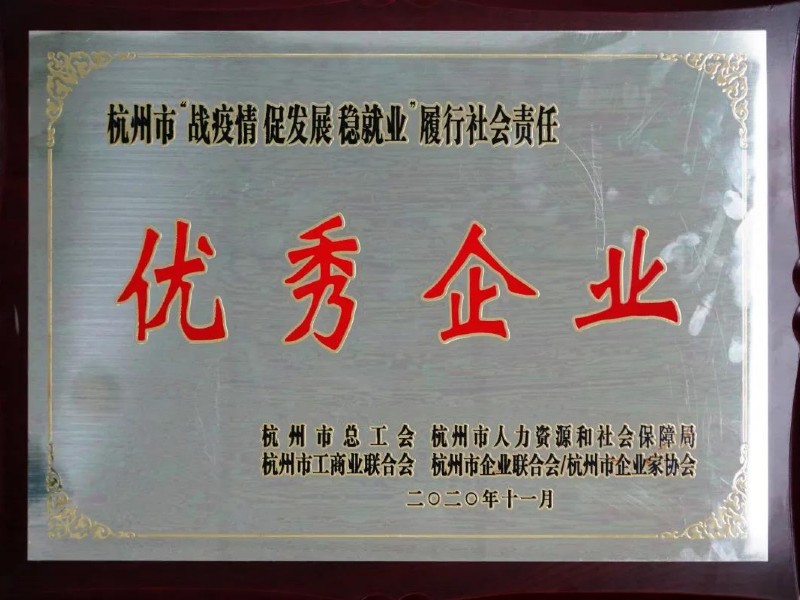 杭州市“战疫情 促发展 稳就业”履行社会责任
优秀企业
杭州市总工会 杭州市人力资源和社会保障局
杭州市工商业联合会 杭州市企业联合会/杭州市企业家协会
二〇二〇年十一月